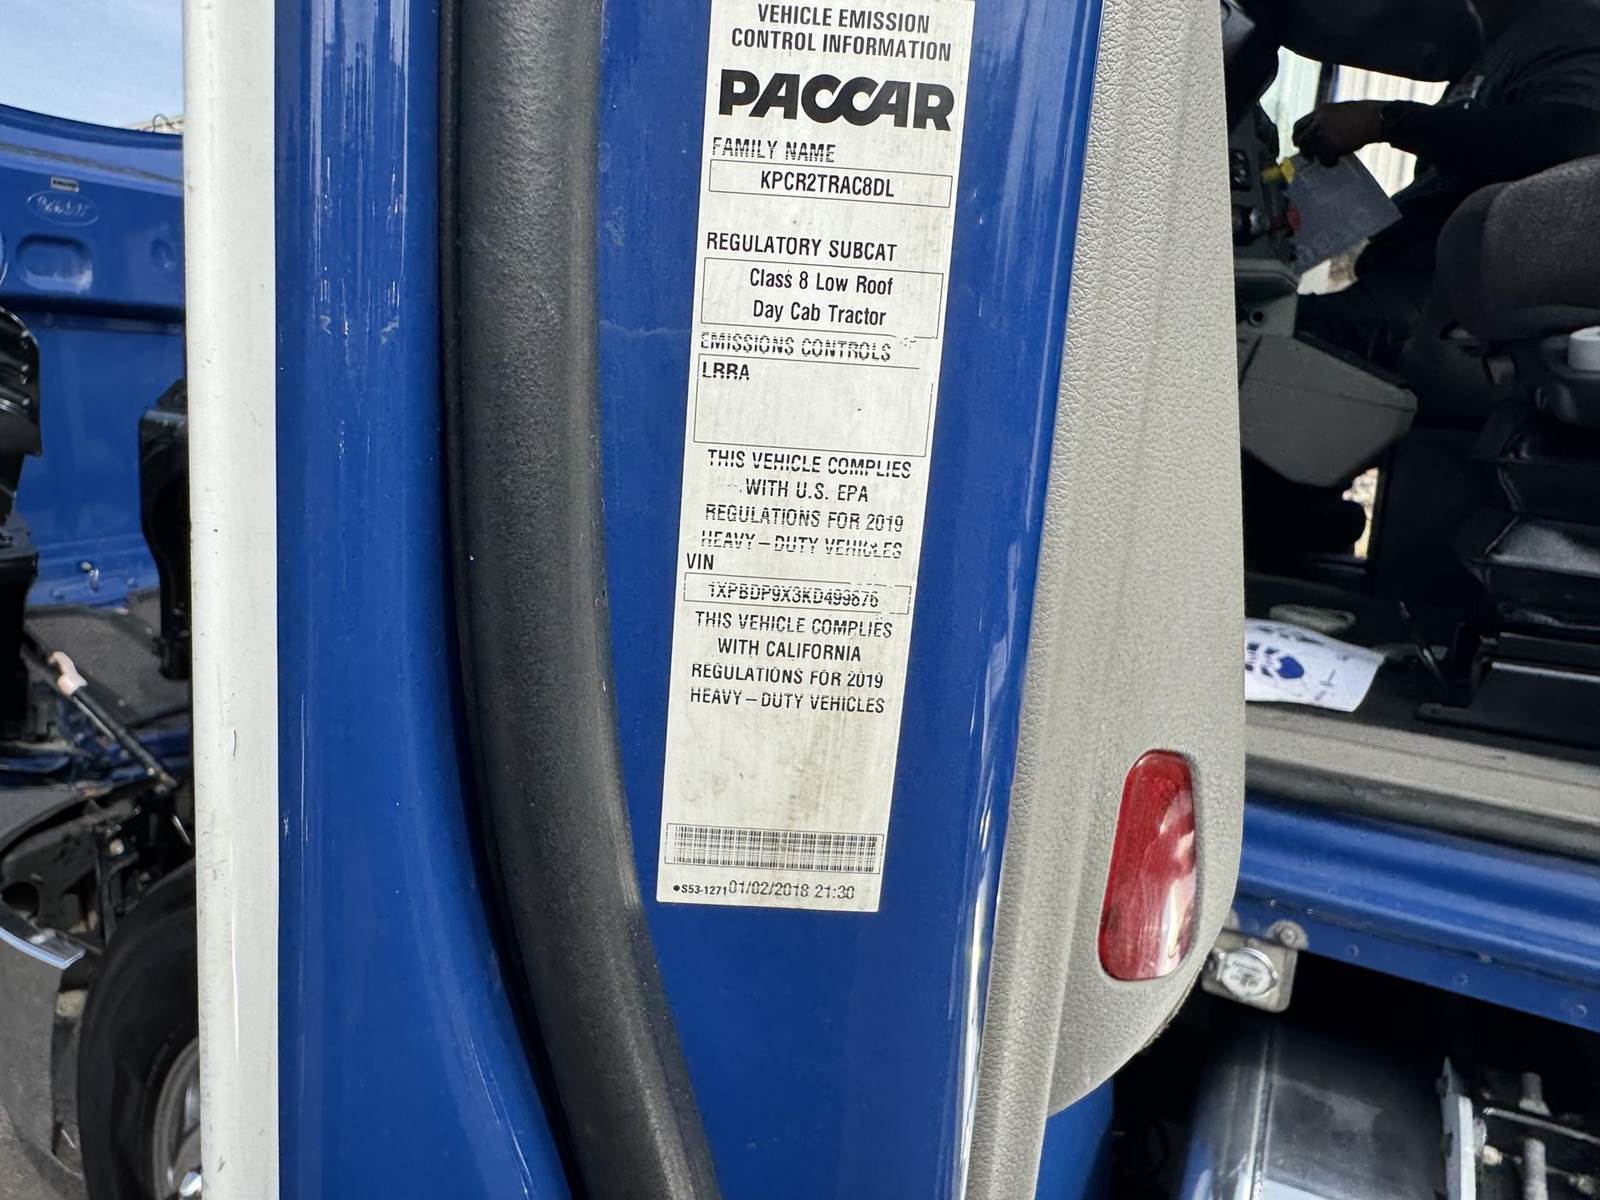 VEHICLE EMISSION
CONTROL INFORMATION
PACCAR
FAMILY NAME
KPCR2TRAC8DL
REGULATORY SUBCAT
Class 8 Low Roof
Day Cab Tractor
EMISSIONS CONTROLS
LRRA
THIS VEHICLE COMPLIES
WITH U.S. EPA
REGULATIONS FOR 2019
HEAVY-DUTY VEHICLES
VIN
THIS VEHICLE COMPLIES
WITH CALIFORNIA
REGULATIONS FOR 2019
HEAVY-DUTY VEHICLES
S53-1271 01/02/2018 21:30